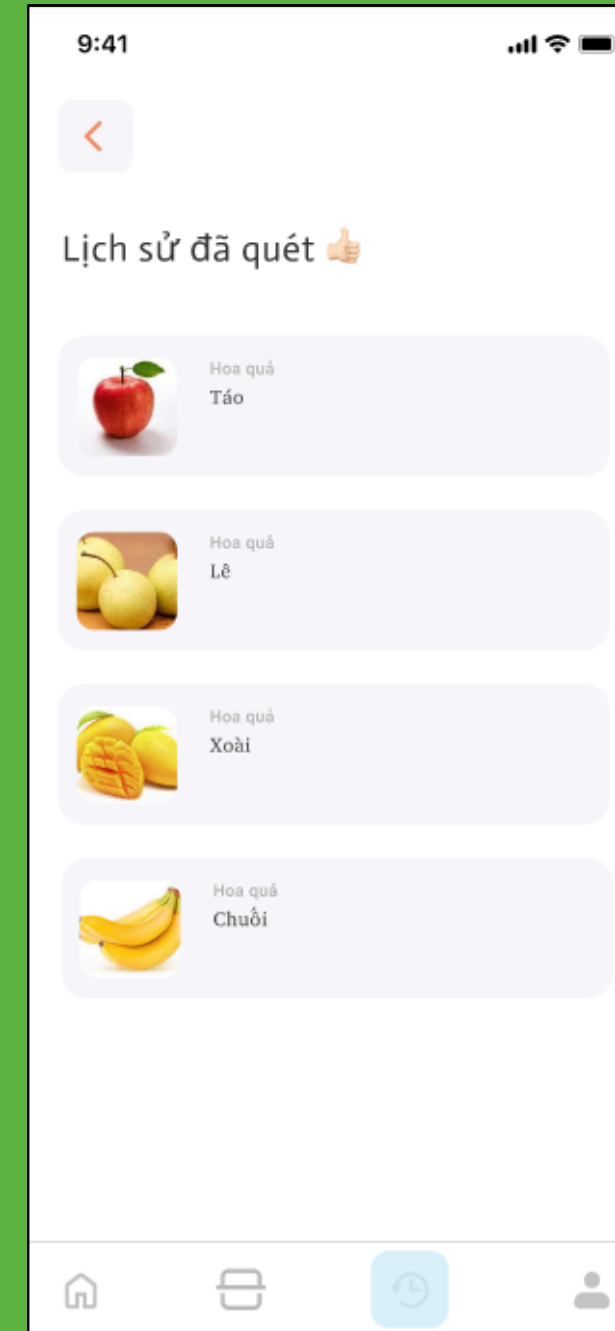 9:41
Lịch sử đã quét 👍🏻
Hoa quả
Táo
Hoa quả
Lê
Hoa quả
Xoài
Hoa quả
Chuối